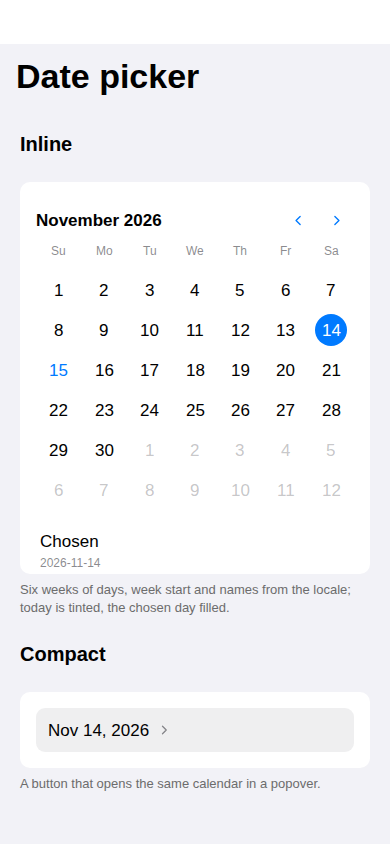 Date picker
Inline
November 2026
Su Mo Tu We Th Fr Sa
1 2 3 4 5 6 7
8 9 10 11 12 13 14
15 16 17 18 19 20 21
22 23 24 25 26 27 28
29 30 1 2 3 4 5
6 7 8 9 10 11 12
Chosen
2026-11-14
Six weeks of days, week start and names from the locale;
today is tinted, the chosen day filled.
Compact
Nov 14, 2026
A button that opens the same calendar in a popover.